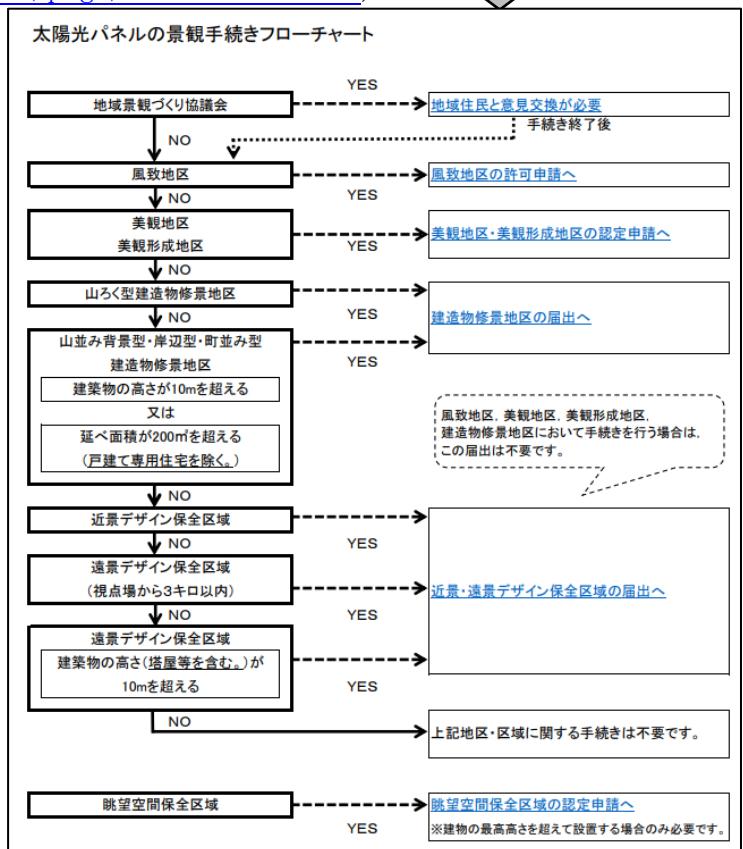 太陽光パネルの景観手続きフローチャート
YES
地域景観づくり協議会
地域住民と意見交換が必要
手続き終了後
NO
風致地区
風致地区の許可申請へ
YES
NO
美観地区
美観形成地区
美観地区・美観形成地区の認定申請へ
YES
NO
山ろく型建造物修景地区
YES
NO
建造物修景地区の届出へ
山並み背景型・岸辺型・町並み型
建造物修景地区
YES
建築物の高さが10mを超える
又は
延べ面積が200㎡を超える
(戸建て専用住宅を除く。)
風致地区，美観地区，美観形成地区，
建造物修景地区において手続きを行う場合は，
この届出は不要です。
NO
近景デザイン保全区域
NO
YES
遠景デザイン保全区域
(視点場から3キロ以内)
近景・遠景デザイン保全区域の届出へ
NO
YES
遠景デザイン保全区域
建築物の高さ(塔屋等を含む。)が
10mを超える
YES
NO
上記地区・区域に関する手続きは不要です。
眺望空間保全区域
眺望空間保全区域の認定申請へ
YES
※建物の最高高さを超えて設置する場合のみ必要です。